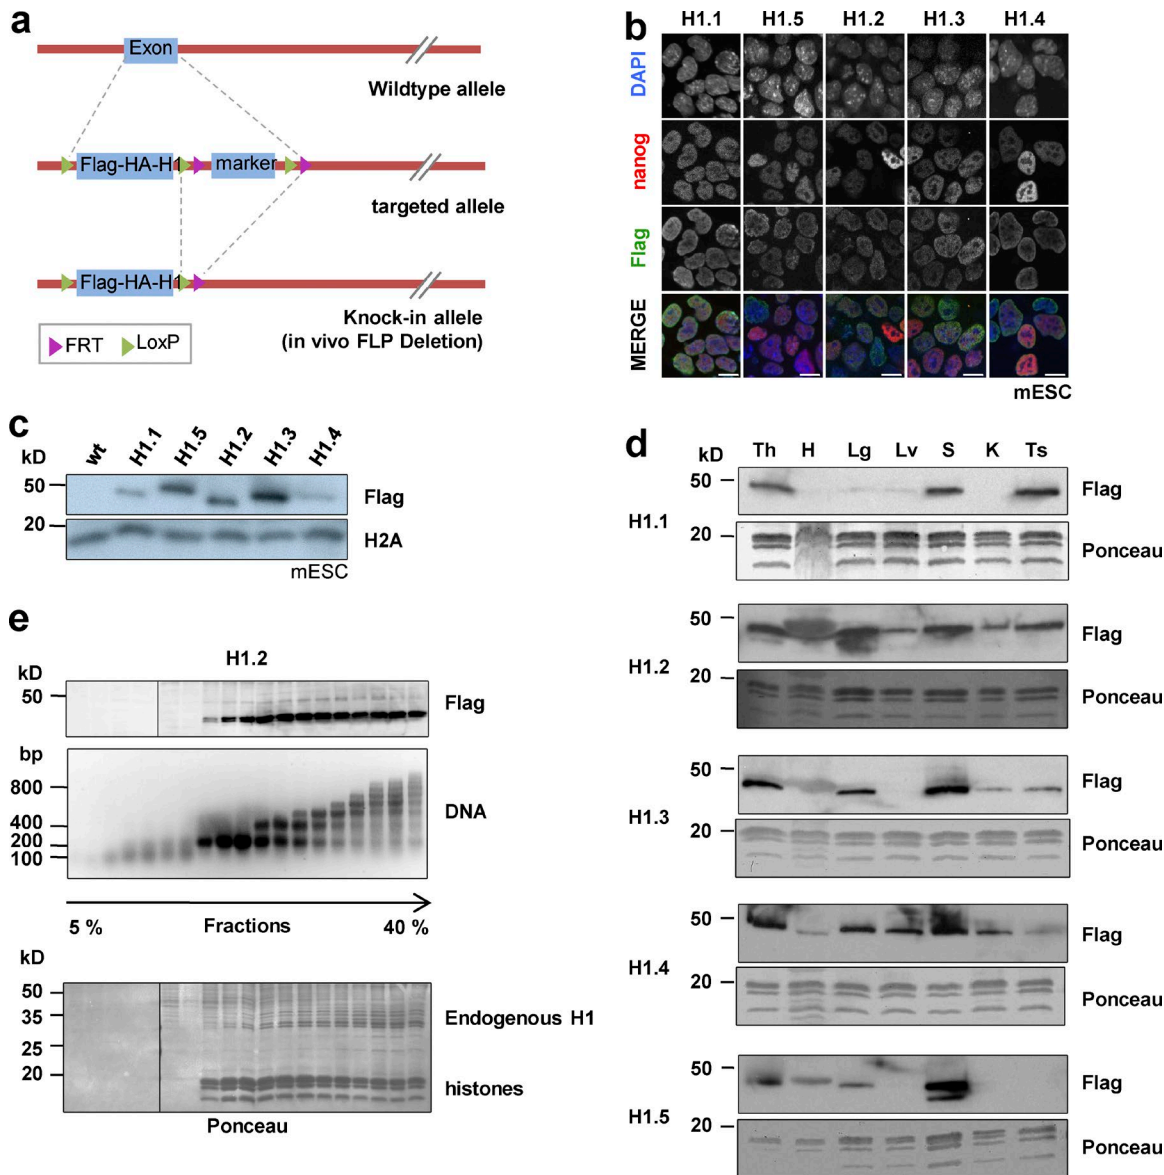 a
Exon
Wildtype allele
Flag-HA-H1
marker
targeted allele
Flag-HA-H1
Knock-in allele
(in vivo FLP Deletion)
FRT
LoxP
b
H1.1 H1.5 H1.2 H1.3 H1.4
DAPI
nanog
Flag
MERGE
mESC
c
kD
wt H1.1 H1.5 H1.2 H1.3 H1.4
50
Flag
20
H2A
mESC
d
kD
Th H Lg Lv S K Ts
50
Flag
H1.1
20
Ponceau
50
Flag
H1.2
20
Ponceau
50
Flag
H1.3
20
Ponceau
50
Flag
H1.4
20
Ponceau
50
Flag
H1.5
20
Ponceau
e
H1.2
kD
50
Flag
bp
800
400
200
100
DNA
5 % Fractions 40 %
kD
50
35
25
20
Endogenous H1
histones
Ponceau